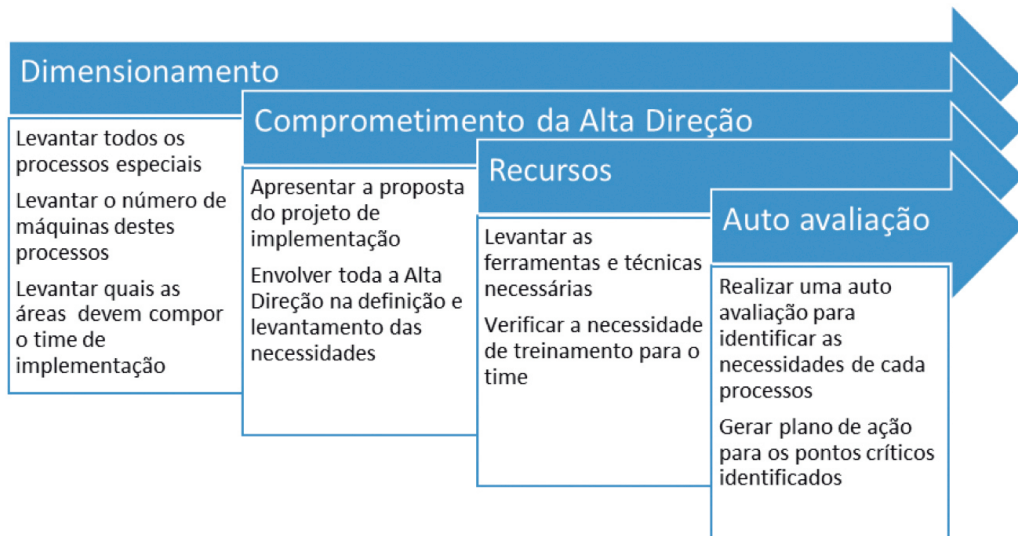 Dimensionamento
Levantar todos os
processos especiais
Levantar o número de
máquinas destes
processos
Levantar quais as
áreas devem compor
o time de
implementação
Comprometimento da Alta Direção
Apresentar a proposta
do projeto de
implementação
Envolver toda a Alta
Direção na definição e
levantamento das
necessidades
Recursos
Levantar as
ferramentas e técnicas
necessárias
Verificar a necessidade
de treinamento para o
time
Auto avaliação
Realizar uma auto
avaliação para
identificar as
necessidades de cada
processos
Gerar plano de ação
para os pontos críticos
identificados